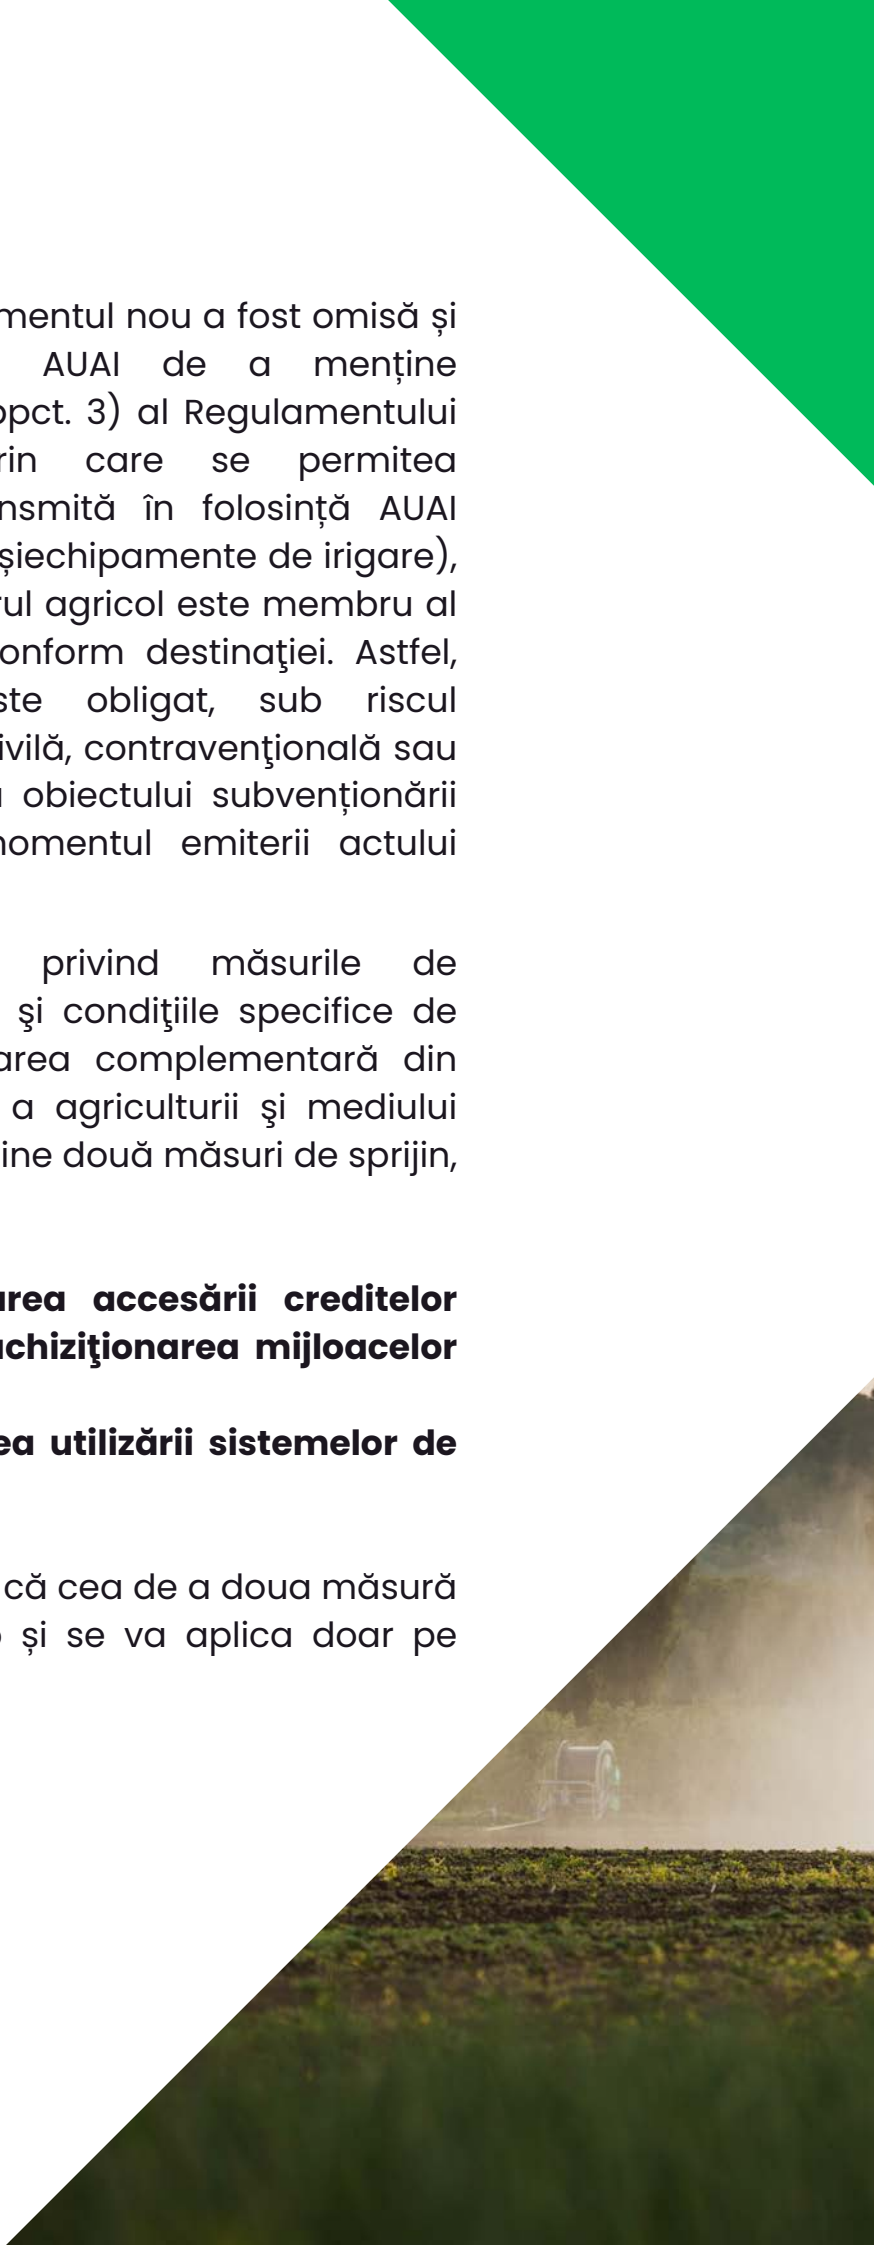 mentul nou a fost omisă și
AUAI de a menține
ppct. 3) al Regulamentului
rin care se permitea
nsmită în folosință AUAI
șiechipamente de irigare),
rul agricol este membru al
onform destinaţiei. Astfel,
ste obligat, sub riscul
ivilă, contravenţională sau
obiectului subvenționării
omentul emiterii actului
privind măsurile de
şi condiţiile specifice de
area complementară din
a agriculturii şi mediului
ine două măsuri de sprijin,
area accesării creditelor
achiziţionarea mijloacelor
ea utilizării sistemelor de
că cea de a doua măsură
și se va aplica doar pe